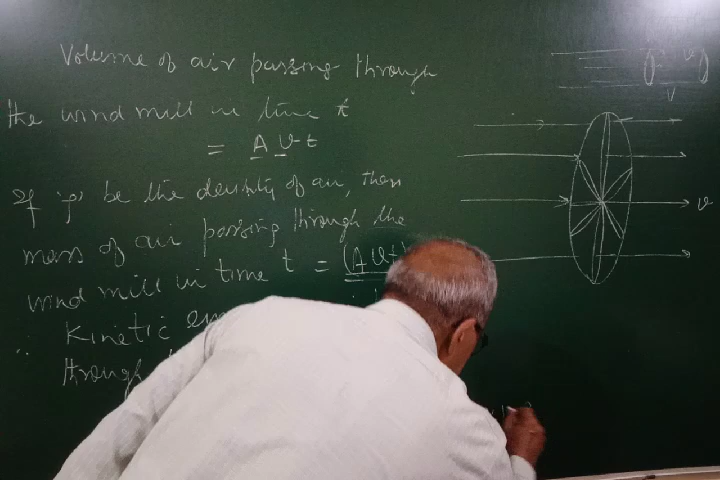 Volume of air passing through
the wind mill in time t
= A v t
If 'ρ' be the density of air, then
mass of air passing through the
wind mill in time t = (A v t)
∴ Kinetic
through
v
v
v